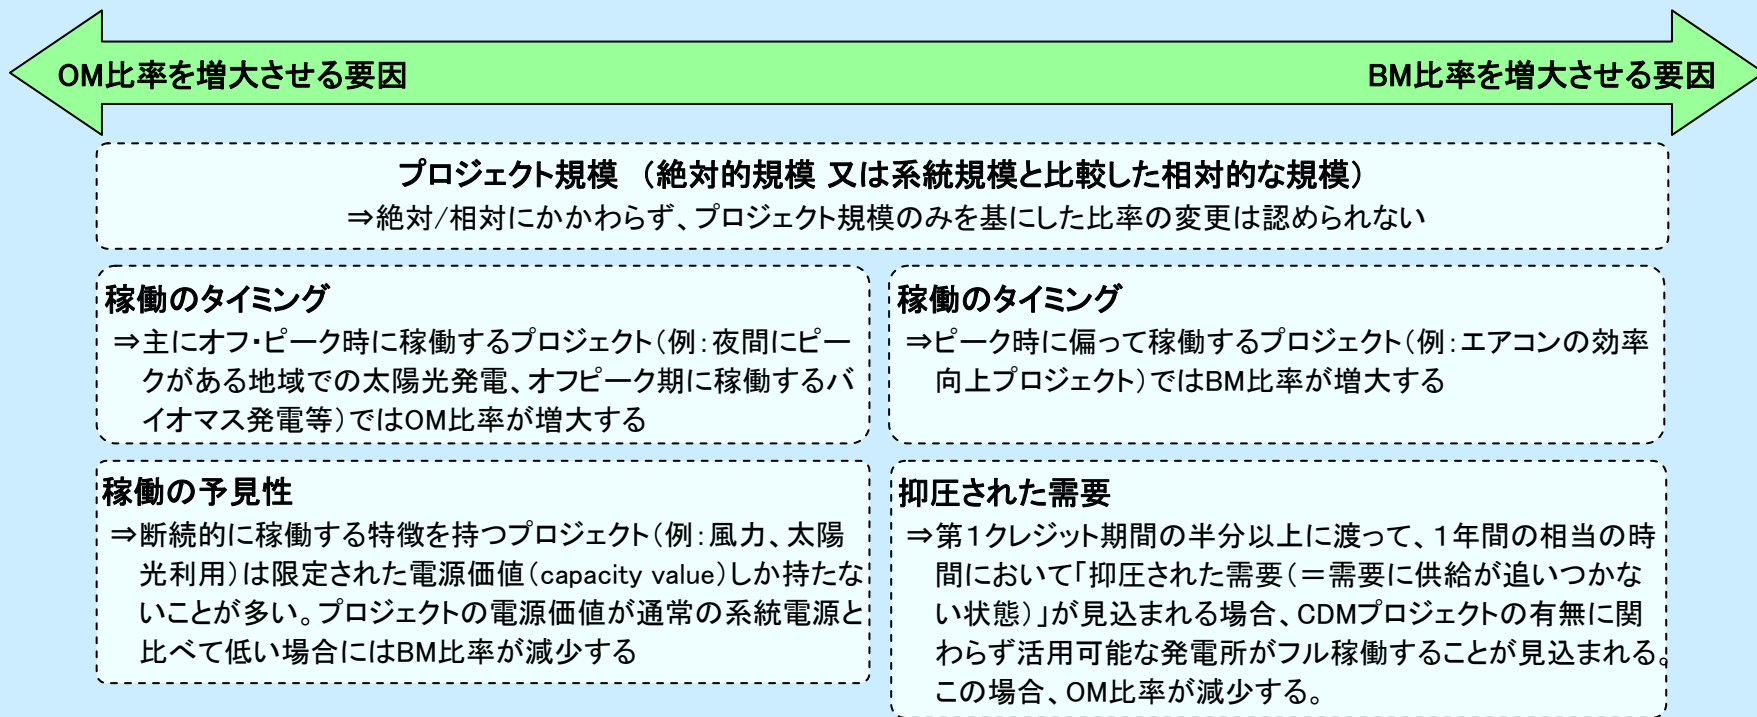 OM比率を増大させる要因
BM比率を増大させる要因
プロジェクト規模 （絶対的規模 又は系統規模と比較した相対的な規模）
⇒絶対/相対にかかわらず、プロジェクト規模のみを基にした比率の変更は認められない
稼働のタイミング
⇒主にオフ・ピーク時に稼働するプロジェクト（例：夜間にピー
クがある地域での太陽光発電、オフピーク期に稼働するバ
イオマス発電等）ではOM比率が増大する
稼働のタイミング
⇒ピーク時に偏って稼働するプロジェクト（例：エアコンの効率
向上プロジェクト）ではBM比率が増大する
稼働の予見性
⇒断続的に稼働する特徴を持つプロジェクト（例：風力、太陽
光利用）は限定された電源価値（capacity value）しか持たな
いことが多い。プロジェクトの電源価値が通常の系統電源と
比べて低い場合にはBM比率が減少する
抑圧された需要
⇒第１クレジット期間の半分以上に渡って、１年間の相当の時
間において「抑圧された需要（＝需要に供給が追いつかな
い状態）」が見込まれる場合、CDMプロジェクトの有無に関
わらず活用可能な発電所がフル稼働することが見込まれる。
この場合、OM比率が減少する。